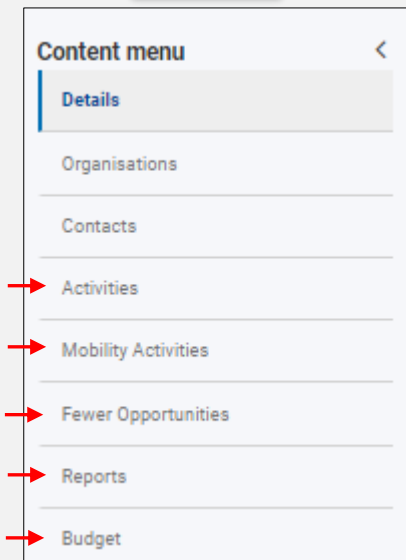 Content menu
Details
Organisations
Contacts
Activities
Mobility Activities
Fewer Opportunities
Reports
Budget